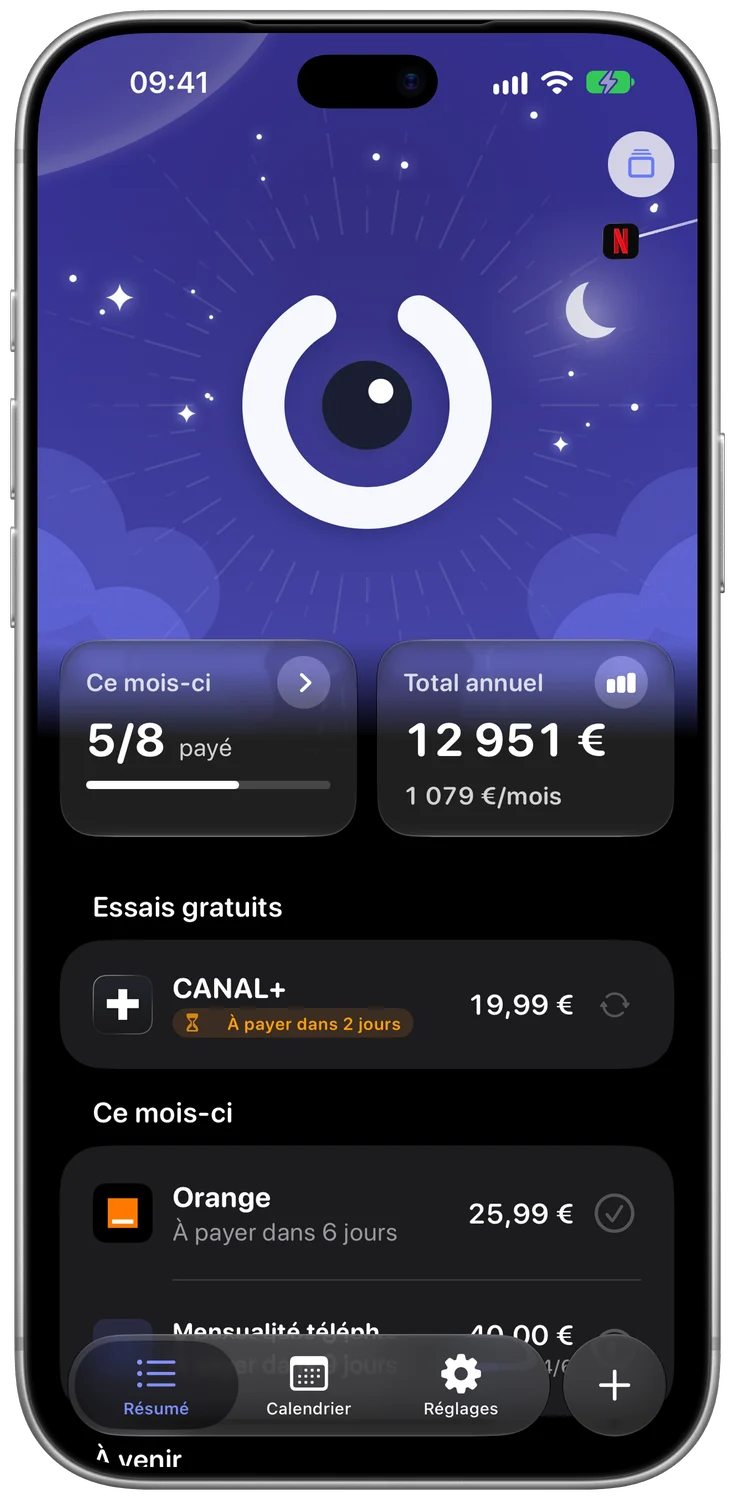 09:41
N
Ce mois-ci
5/8 payé
Total annuel
12 951 €
1 079 €/mois
Essais gratuits
CANAL+
19,99 €
À payer dans 2 jours
Ce mois-ci
Orange
25,99 €
À payer dans 6 jours
Mensualité téléph...
40,00 €
jours
Résumé
Calendrier
Réglages
À venir